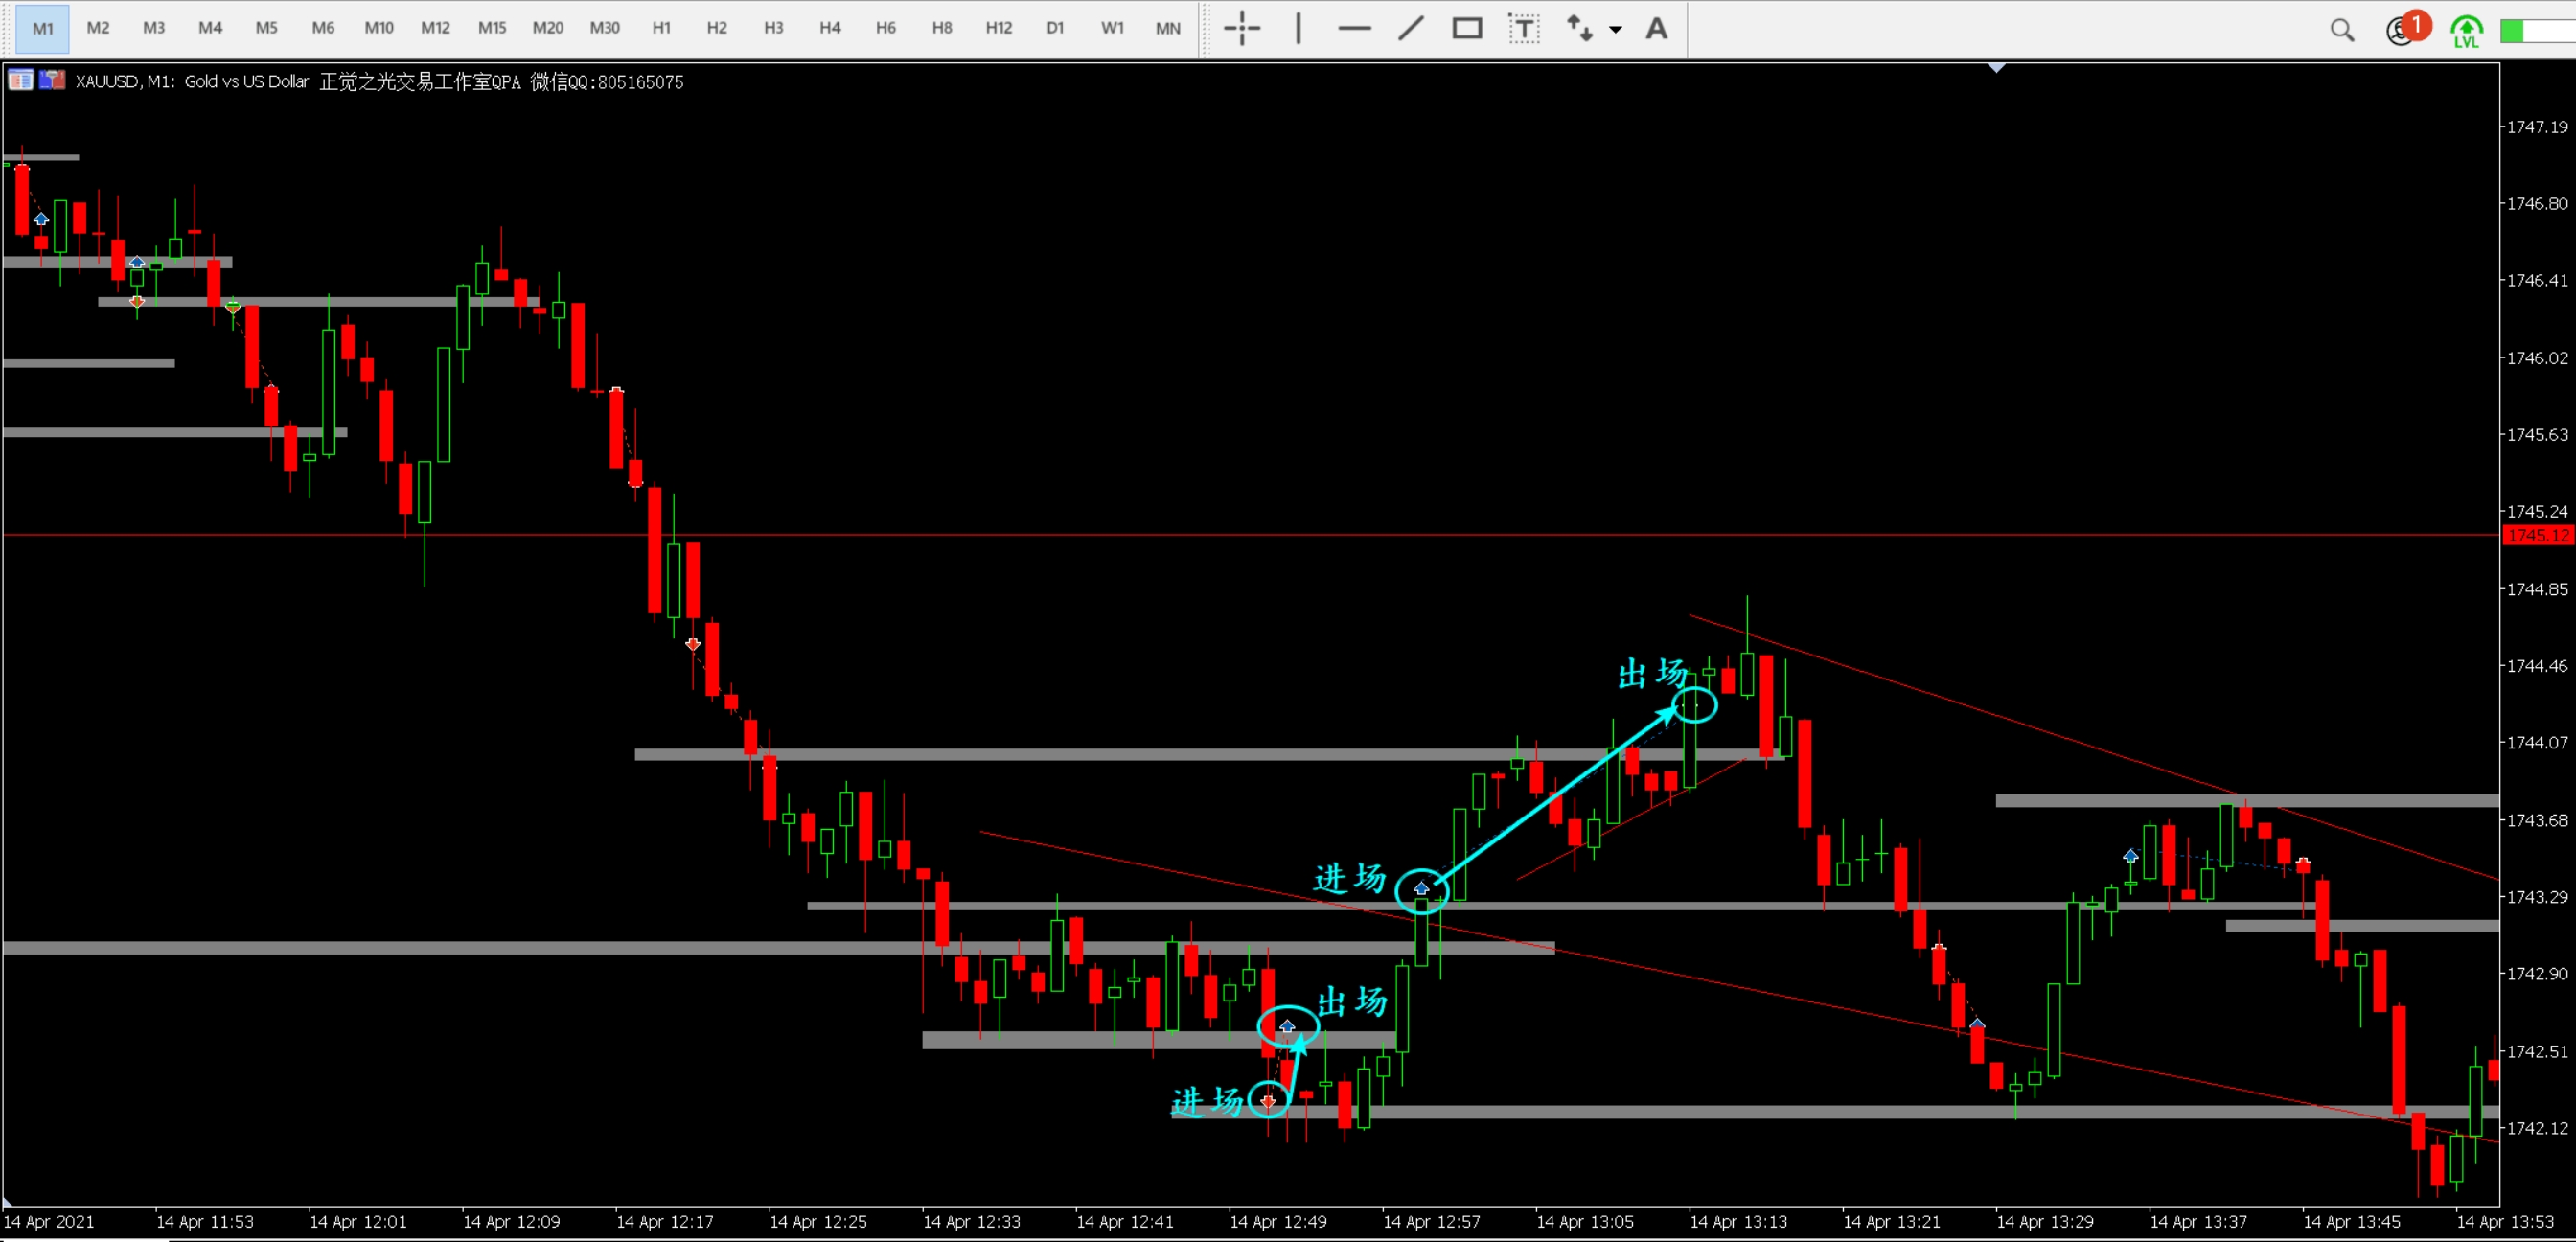 M1 M2 M3 M4 M5 M6 M10 M12 M15 M20 M30 H1 H2 H3 H4 H6 H8 H12 D1 W1 MN T A 1 LVL
XAUUSD, M1: Gold vs US Dollar 正觉之光交易工作室QPA 微信QQ:805165075
1747.19
1746.80
1746.41
1746.02
1745.63
1745.24
1745.12
1744.85
1744.46
出场
1744.07
1743.68
进场
1743.29
1742.90
出场
1742.51
进场
1742.12
14 Apr 2021 14 Apr 11:53 14 Apr 12:01 14 Apr 12:09 14 Apr 12:17 14 Apr 12:25 14 Apr 12:33 14 Apr 12:41 14 Apr 12:49 14 Apr 12:57 14 Apr 13:05 14 Apr 13:13 14 Apr 13:21 14 Apr 13:29 14 Apr 13:37 14 Apr 13:45 14 Apr 13:53